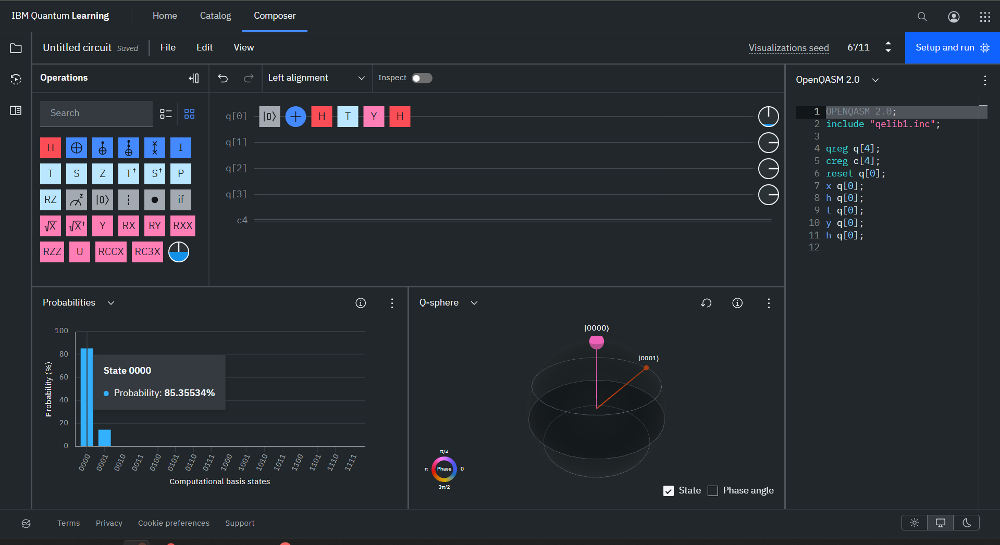 IBM Quantum Learning Home Catalog Composer
Untitled circuit Saved File Edit View Visualizations seed 6711 Setup and run
Operations
Left alignment Inspect
OpenQASM 2.0
Search
H I
T S Z T† S† P
RZ z |0⟩ if
√X √X† Y RX RY RXX
RZZ U RCCX RC3X
q[0] |0⟩ + H T Y H
q[1]
q[2]
q[3]
c4
1 OPENQASM 2.0;
2 include "qelib1.inc";
3
4 qreg q[4];
5 creg c[4];
6 reset q[0];
7 x q[0];
8 h q[0];
9 t q[0];
10 y q[0];
11 h q[0];
12
Probabilities
Probability (%)
100
80
60
40
20
0
State 0000
Probability: 85.35534%
0000 0001 0010 0011 0100 0101 0110 0111 1000 1001 1010 1011 1100 1101 1110 1111
Computational basis states
Q-sphere
|0000⟩
|0001⟩
π/2
π Phase 0
3π/2
State Phase angle
Terms Privacy Cookie preferences Support